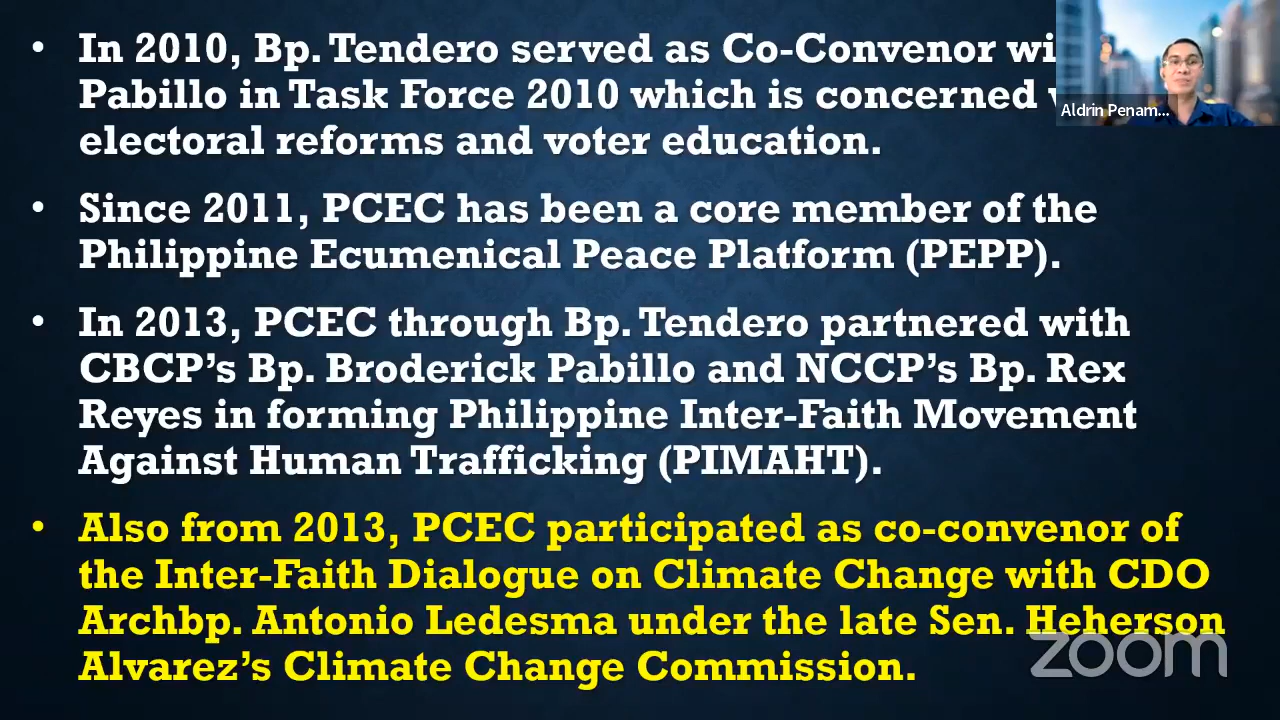 • In 2010, Bp. Tendero served as Co-Convenor wi
Pabillo in Task Force 2010 which is concerned
electoral reforms and voter education.
• Since 2011, PCEC has been a core member of the
Philippine Ecumenical Peace Platform (PEPP).
• In 2013, PCEC through Bp. Tendero partnered with
CBCP’s Bp. Broderick Pabillo and NCCP’s Bp. Rex
Reyes in forming Philippine Inter-Faith Movement
Against Human Trafficking (PIMAHT).
• Also from 2013, PCEC participated as co-convenor of
the Inter-Faith Dialogue on Climate Change with CDO
Archbp. Antonio Ledesma under the late Sen. Heherson
Alvarez’s Climate Change Commission.
Aldrin Penam...
zoom